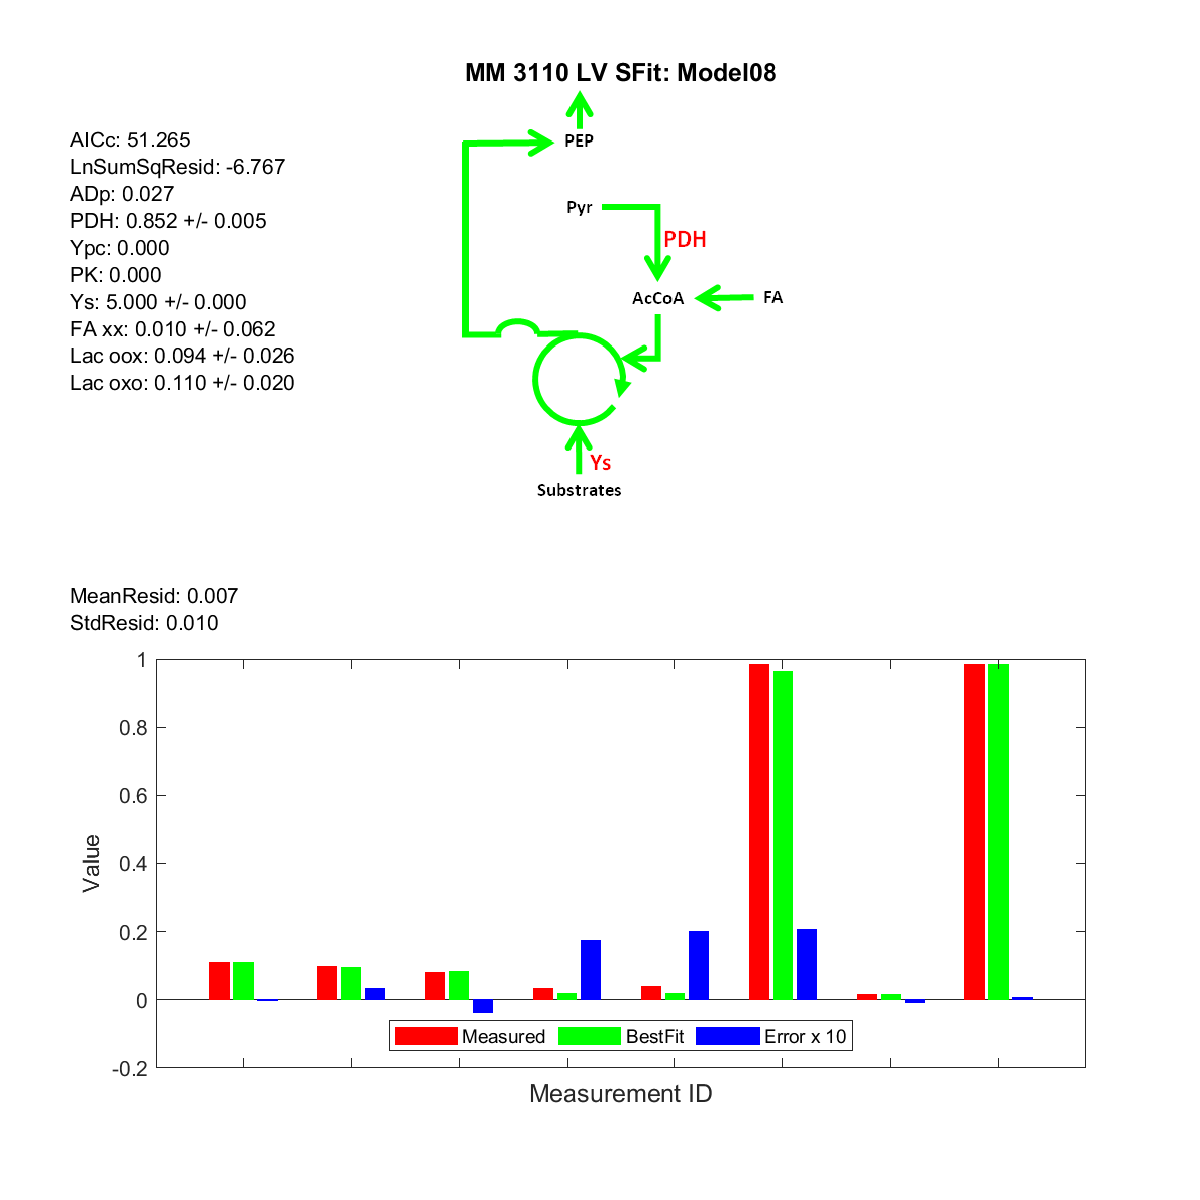 MM 3110 LV SFit: Model08
AICc: 51.265
LnSumSqResid: -6.767
ADp: 0.027
PDH: 0.852 +/- 0.005
Ypc: 0.000
PK: 0.000
Ys: 5.000 +/- 0.000
FA xx: 0.010 +/- 0.062
Lac oox: 0.094 +/- 0.026
Lac oxo: 0.110 +/- 0.020
PEP
Pyr
PDH
AcCoA
FA
Ys
Substrates
MeanResid: 0.007
StdResid: 0.010
1
0.8
0.6
0.4
0.2
0
-0.2
Value
Measured BestFit Error x 10
Measurement ID